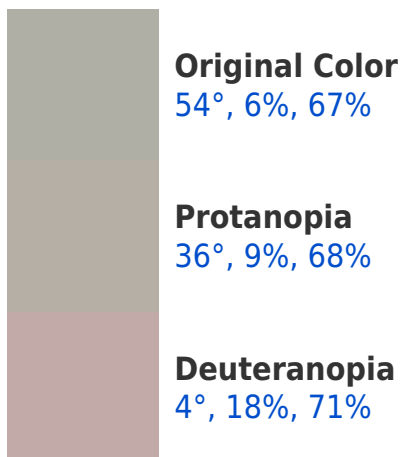 Original Color
54°, 6%, 67%
Protanopia
36°, 9%, 68%
Deuteranopia
4°, 18%, 71%